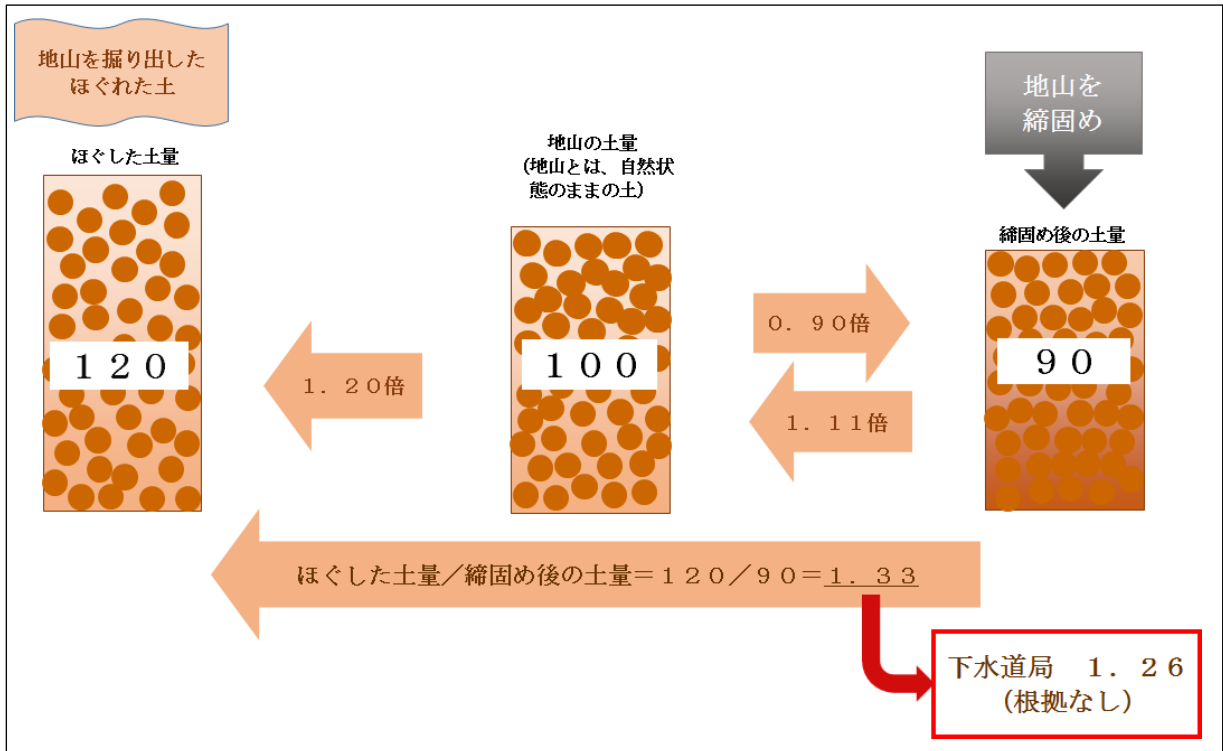 地山を掘り出した
ほぐれた土
ほぐした土量
１２０
１．２０倍
地山の土量
(地山とは、自然状
態のままの土)
１００
０．９０倍
１．１１倍
地山を
締固め
締固め後の土量
９０
ほぐした土量／締固め後の土量＝１２０／９０＝１．３３
下水道局　１．２６
(根拠なし)